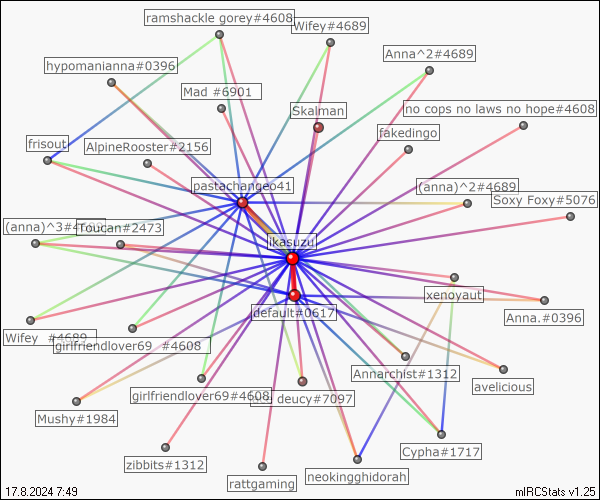 ramshackle gorey#4608
Wifey#4689
Anna^2#4689
hypomanianna#0396
Mad #6901
Skalman
no cops no laws no hope#4608
fakedingo
frisout
AlpineRooster#2156
pastachangeo41
(anna)^2#4689
Soxy Foxy#5076
(anna)^3#4
Toucan#2473
ikasuzu
xenoyaut
default#0617
Anna.#0396
Wifey #4689
girlfriendlover69 #4608
Annarchist#1312
avelicious
girlfriendlover69#4608
deucy#7097
Mushy#1984
Cypha#1717
zibbits#1312
rattgaming
neokingghidorah
17.8.2024 7:49
mIRCStats v1.25